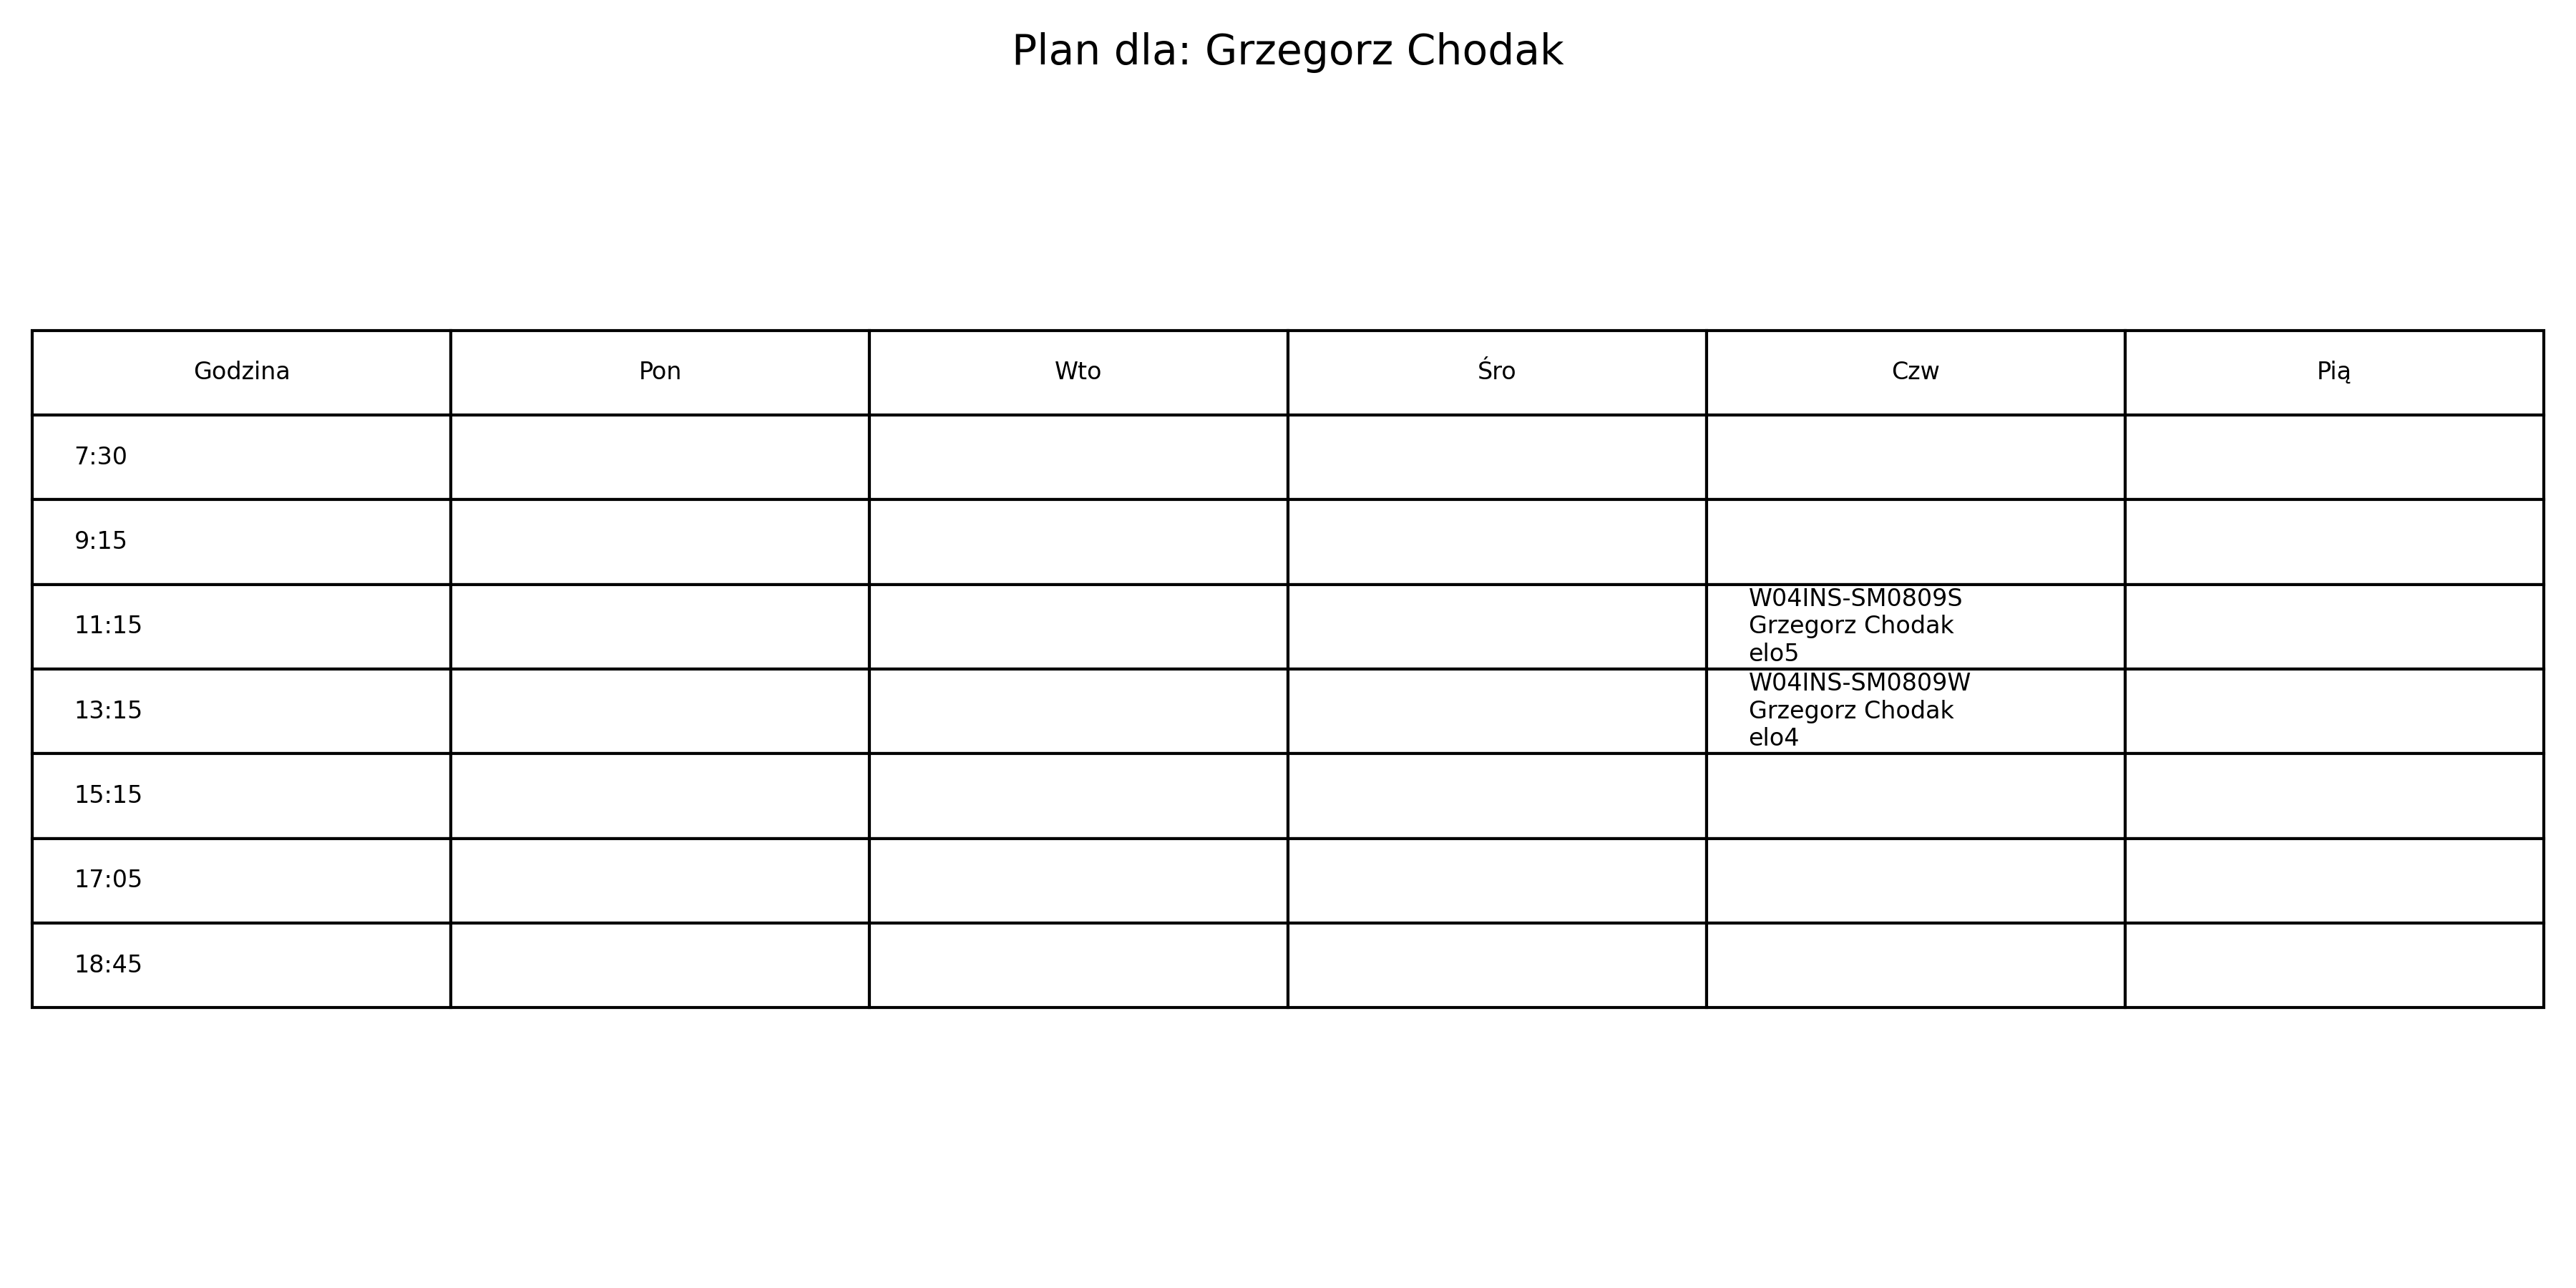 Plan dla: Grzegorz Chodak
Godzina Pon Wto Śro Czw Pią
7:30
9:15
11:15
W04INS-SM0809S
Grzegorz Chodak
elo5
13:15
W04INS-SM0809W
Grzegorz Chodak
elo4
15:15
17:05
18:45